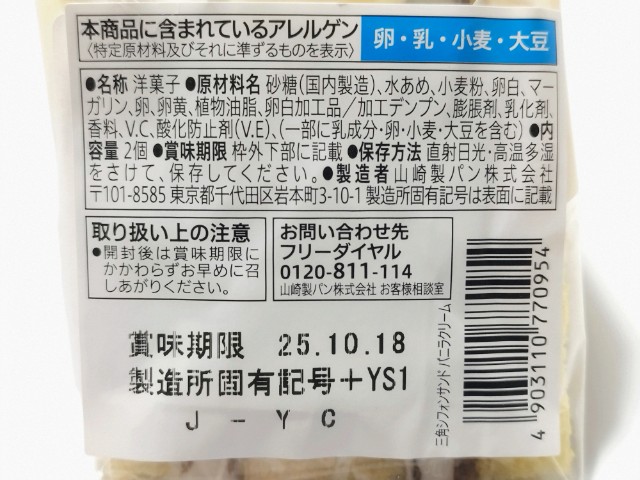 本商品に含まれているアレルゲン
〈特定原材料及びそれに準ずるものを表示〉
卵・乳・小麦・大豆
●名称 洋菓子 ●原材料名 砂糖(国内製造)、水あめ、小麦粉、卵白、マー
ガリン、卵、卵黄、植物油脂、卵白加工品／加工デンプン、膨脹剤、乳化剤、
香料、V.C、酸化防止剤(V.E)、(一部に乳成分・卵・小麦・大豆を含む) ●内
容量 2個 ●賞味期限 枠外下部に記載 ●保存方法 直射日光・高温多湿
をさけて、保存してください。●製造者 山崎製パン株式会社
〒101-8585 東京都千代田区岩本町3-10-1 製造所固有記号は表面に記載
取り扱い上の注意
●開封後は賞味期限に
かかわらずお早めに召
しあがりください。
お問い合わせ先
フリーダイヤル
0120-811-114
山崎製パン株式会社 お客様相談室
賞味期限 25.10.18
製造所固有記号+YS1
J-YC
三角シフォンサンド バニラクリーム
4 903110 770954